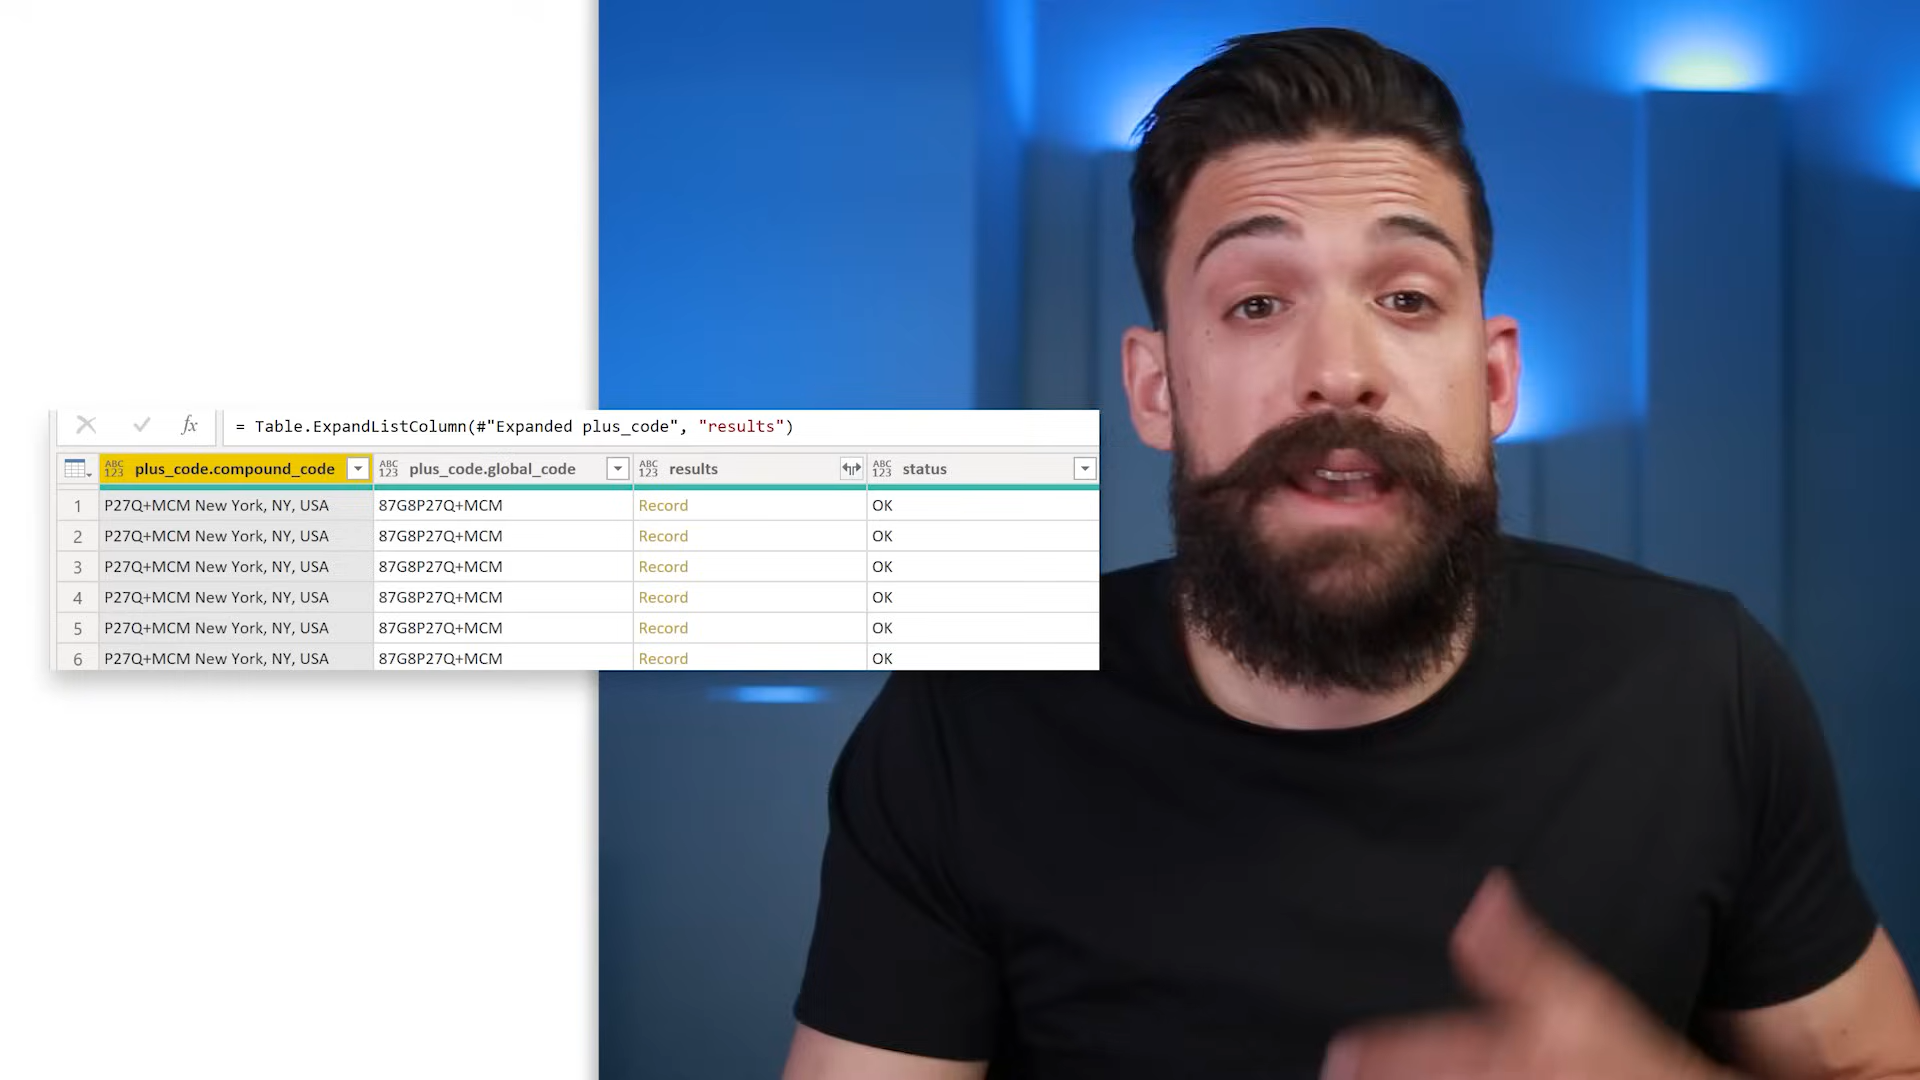 fx = Table.ExpandListColumn(#"Expanded plus_code", "results")
ABC 123 plus_code.compound_code ABC 123 plus_code.global_code ABC 123 results ABC 123 status
1 P27Q+MCM New York, NY, USA 87G8P27Q+MCM Record OK
2 P27Q+MCM New York, NY, USA 87G8P27Q+MCM Record OK
3 P27Q+MCM New York, NY, USA 87G8P27Q+MCM Record OK
4 P27Q+MCM New York, NY, USA 87G8P27Q+MCM Record OK
5 P27Q+MCM New York, NY, USA 87G8P27Q+MCM Record OK
6 P27Q+MCM New York, NY, USA 87G8P27Q+MCM Record OK